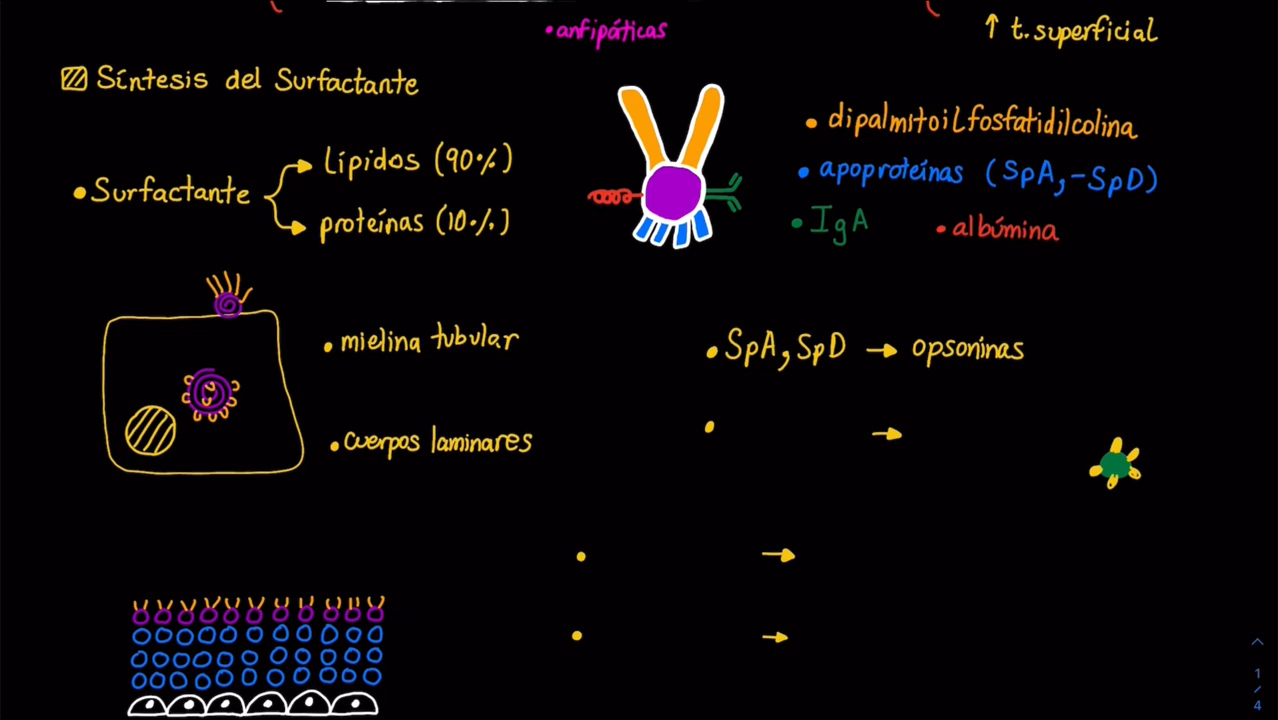 •anfipáticas
↑ t.superficial
Síntesis del Surfactante
• dipalmitoilfosfatidilcolina
lípidos (90%)
• apoproteínas (SpA,-SpD)
•Surfactante
proteínas (10%)
•IgA
•albúmina
•mielina tubular
•SpA,SpD → opsoninas
•cuerpos laminares
1/4